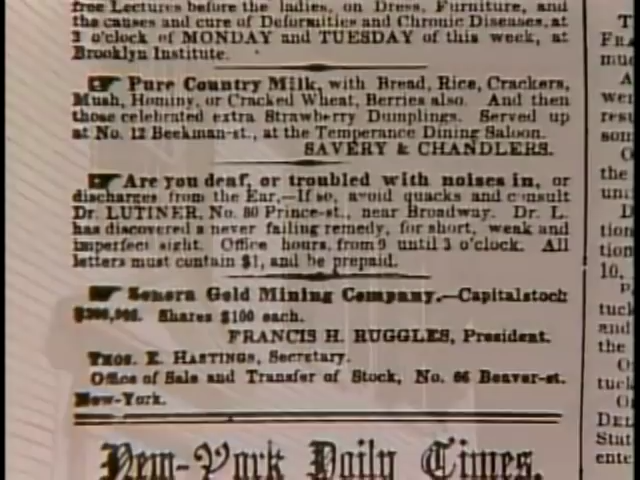 free Lectures before the ladies, on Dress, Furniture, and
the causes and cure of Deformities and Chronic Diseases, at
3 o'clock of MONDAY and TUESDAY of this week, at
Brooklyn Institute.
Pure Country Milk, with Bread, Rice, Crackers,
Mush, Hominy, or Cracked Wheat, Berries also. And then
those celebrated extra Strawberry Dumplings. Served up
at No. 12 Beekman-st., at the Temperance Dining Saloon.
SAVERY & CHANDLERS.
Are you deaf, or troubled with noises in, or
discharges from the Ear,—If so, avoid quacks and consult
Dr. LUTINER, No. 80 Prince-st., near Broadway. Dr. L.
has discovered a never failing remedy, for short, weak and
imperfect sight. Office hours, from 9 until 3 o'clock. All
letters must contain $1, and be prepaid.
Sonora Gold Mining Company.—Capital stock
Shares $100 each.
FRANCIS H. RUGGLES, President.
THOS. E. HASTINGS, Secretary.
Office of Sale and Transfer of Stock, No. 66 Beaver-st.
New-York.
New-York Daily Times.